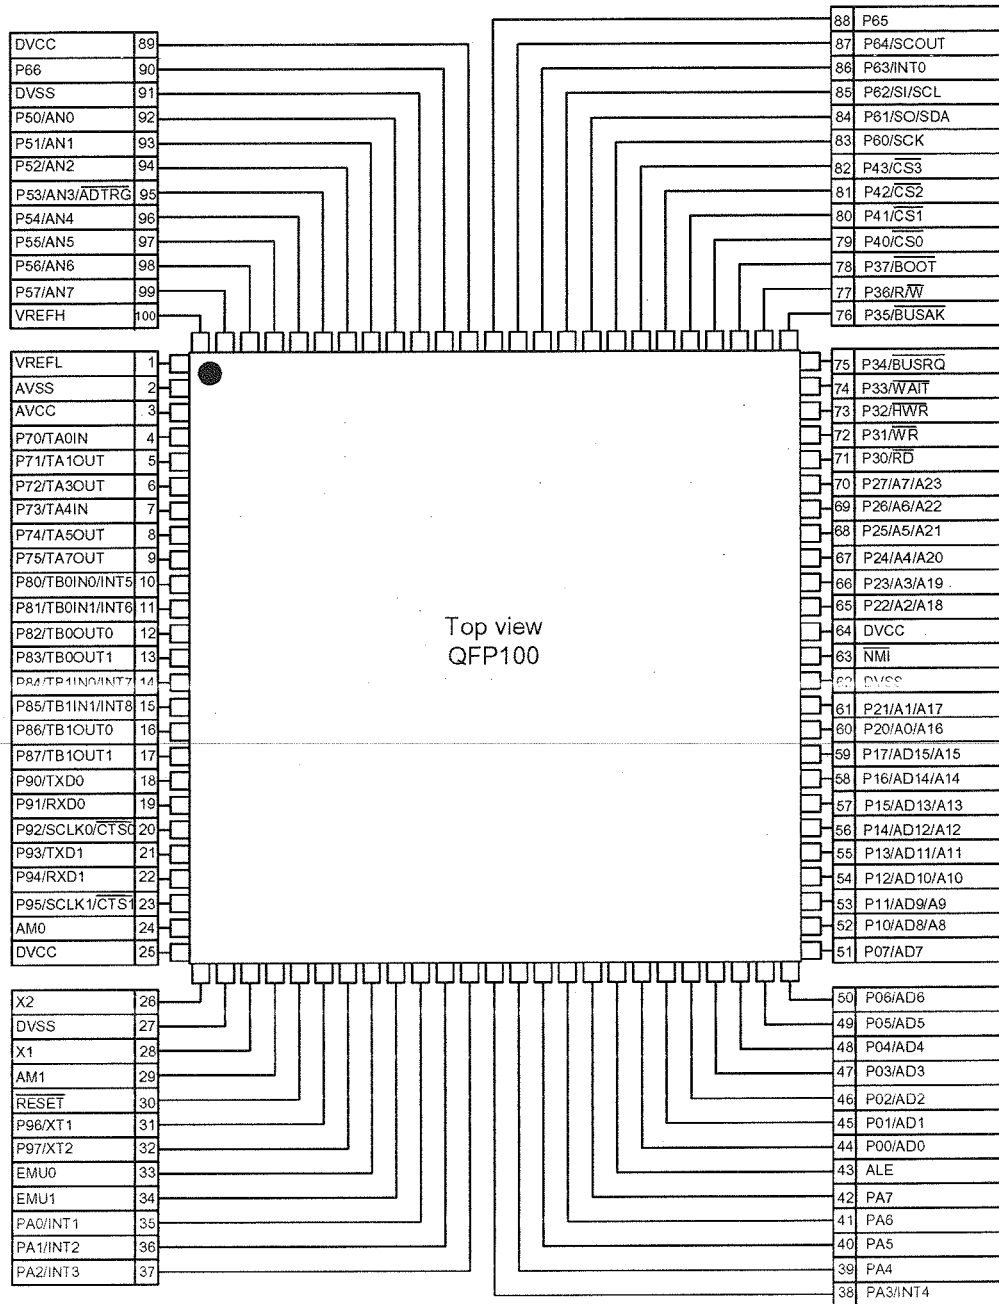 88 P65
87 P64/SCOUT
86 P63/INT0
85 P62/SI/SCL
84 P61/SO/SDA
83 P60/SCK
82 P43/CS3
81 P42/CS2
80 P41/CS1
79 P40/CS0
78 P37/BOOT
77 P36/R/W
76 P35/BUSAK
DVCC 89
P66 90
DVSS 91
P50/AN0 92
P51/AN1 93
P52/AN2 94
P53/AN3/ADTRG 95
P54/AN4 96
P55/AN5 97
P56/AN6 98
P57/AN7 99
VREFH 100
VREFL 1
AVSS 2
AVCC 3
P70/TA0IN 4
P71/TA1OUT 5
P72/TA3OUT 6
P73/TA4IN 7
P74/TA5OUT 8
P75/TA7OUT 9
P80/TB0IN0/INT5 10
P81/TB0IN1/INT6 11
P82/TB0OUT0 12
P83/TB0OUT1 13
P84/TB1IN0/INT7 14
P85/TB1IN1/INT8 15
P86/TB1OUT0 16
P87/TB1OUT1 17
P90/TXD0 18
P91/RXD0 19
P92/SCLK0/CTS0 20
P93/TXD1 21
P94/RXD1 22
P95/SCLK1/CTS1 23
AM0 24
DVCC 25
Top view
QFP100
75 P34/BUSRQ
74 P33/WAIT
73 P32/HWR
72 P31/WR
71 P30/RD
70 P27/A7/A23
69 P26/A6/A22
68 P25/A5/A21
67 P24/A4/A20
66 P23/A3/A19
65 P22/A2/A18
64 DVCC
63 NMI
62 DVSS
61 P21/A1/A17
60 P20/A0/A16
59 P17/AD15/A15
58 P16/AD14/A14
57 P15/AD13/A13
56 P14/AD12/A12
55 P13/AD11/A11
54 P12/AD10/A10
53 P11/AD9/A9
52 P10/AD8/A8
51 P07/AD7
X2 26
DVSS 27
X1 28
AM1 29
RESET 30
P96/XT1 31
P97/XT2 32
EMU0 33
EMU1 34
PA0/INT1 35
PA1/INT2 36
PA2/INT3 37
50 P06/AD6
49 P05/AD5
48 P04/AD4
47 P03/AD3
46 P02/AD2
45 P01/AD1
44 P00/AD0
43 ALE
42 PA7
41 PA6
40 PA5
39 PA4
38 PA3/INT4